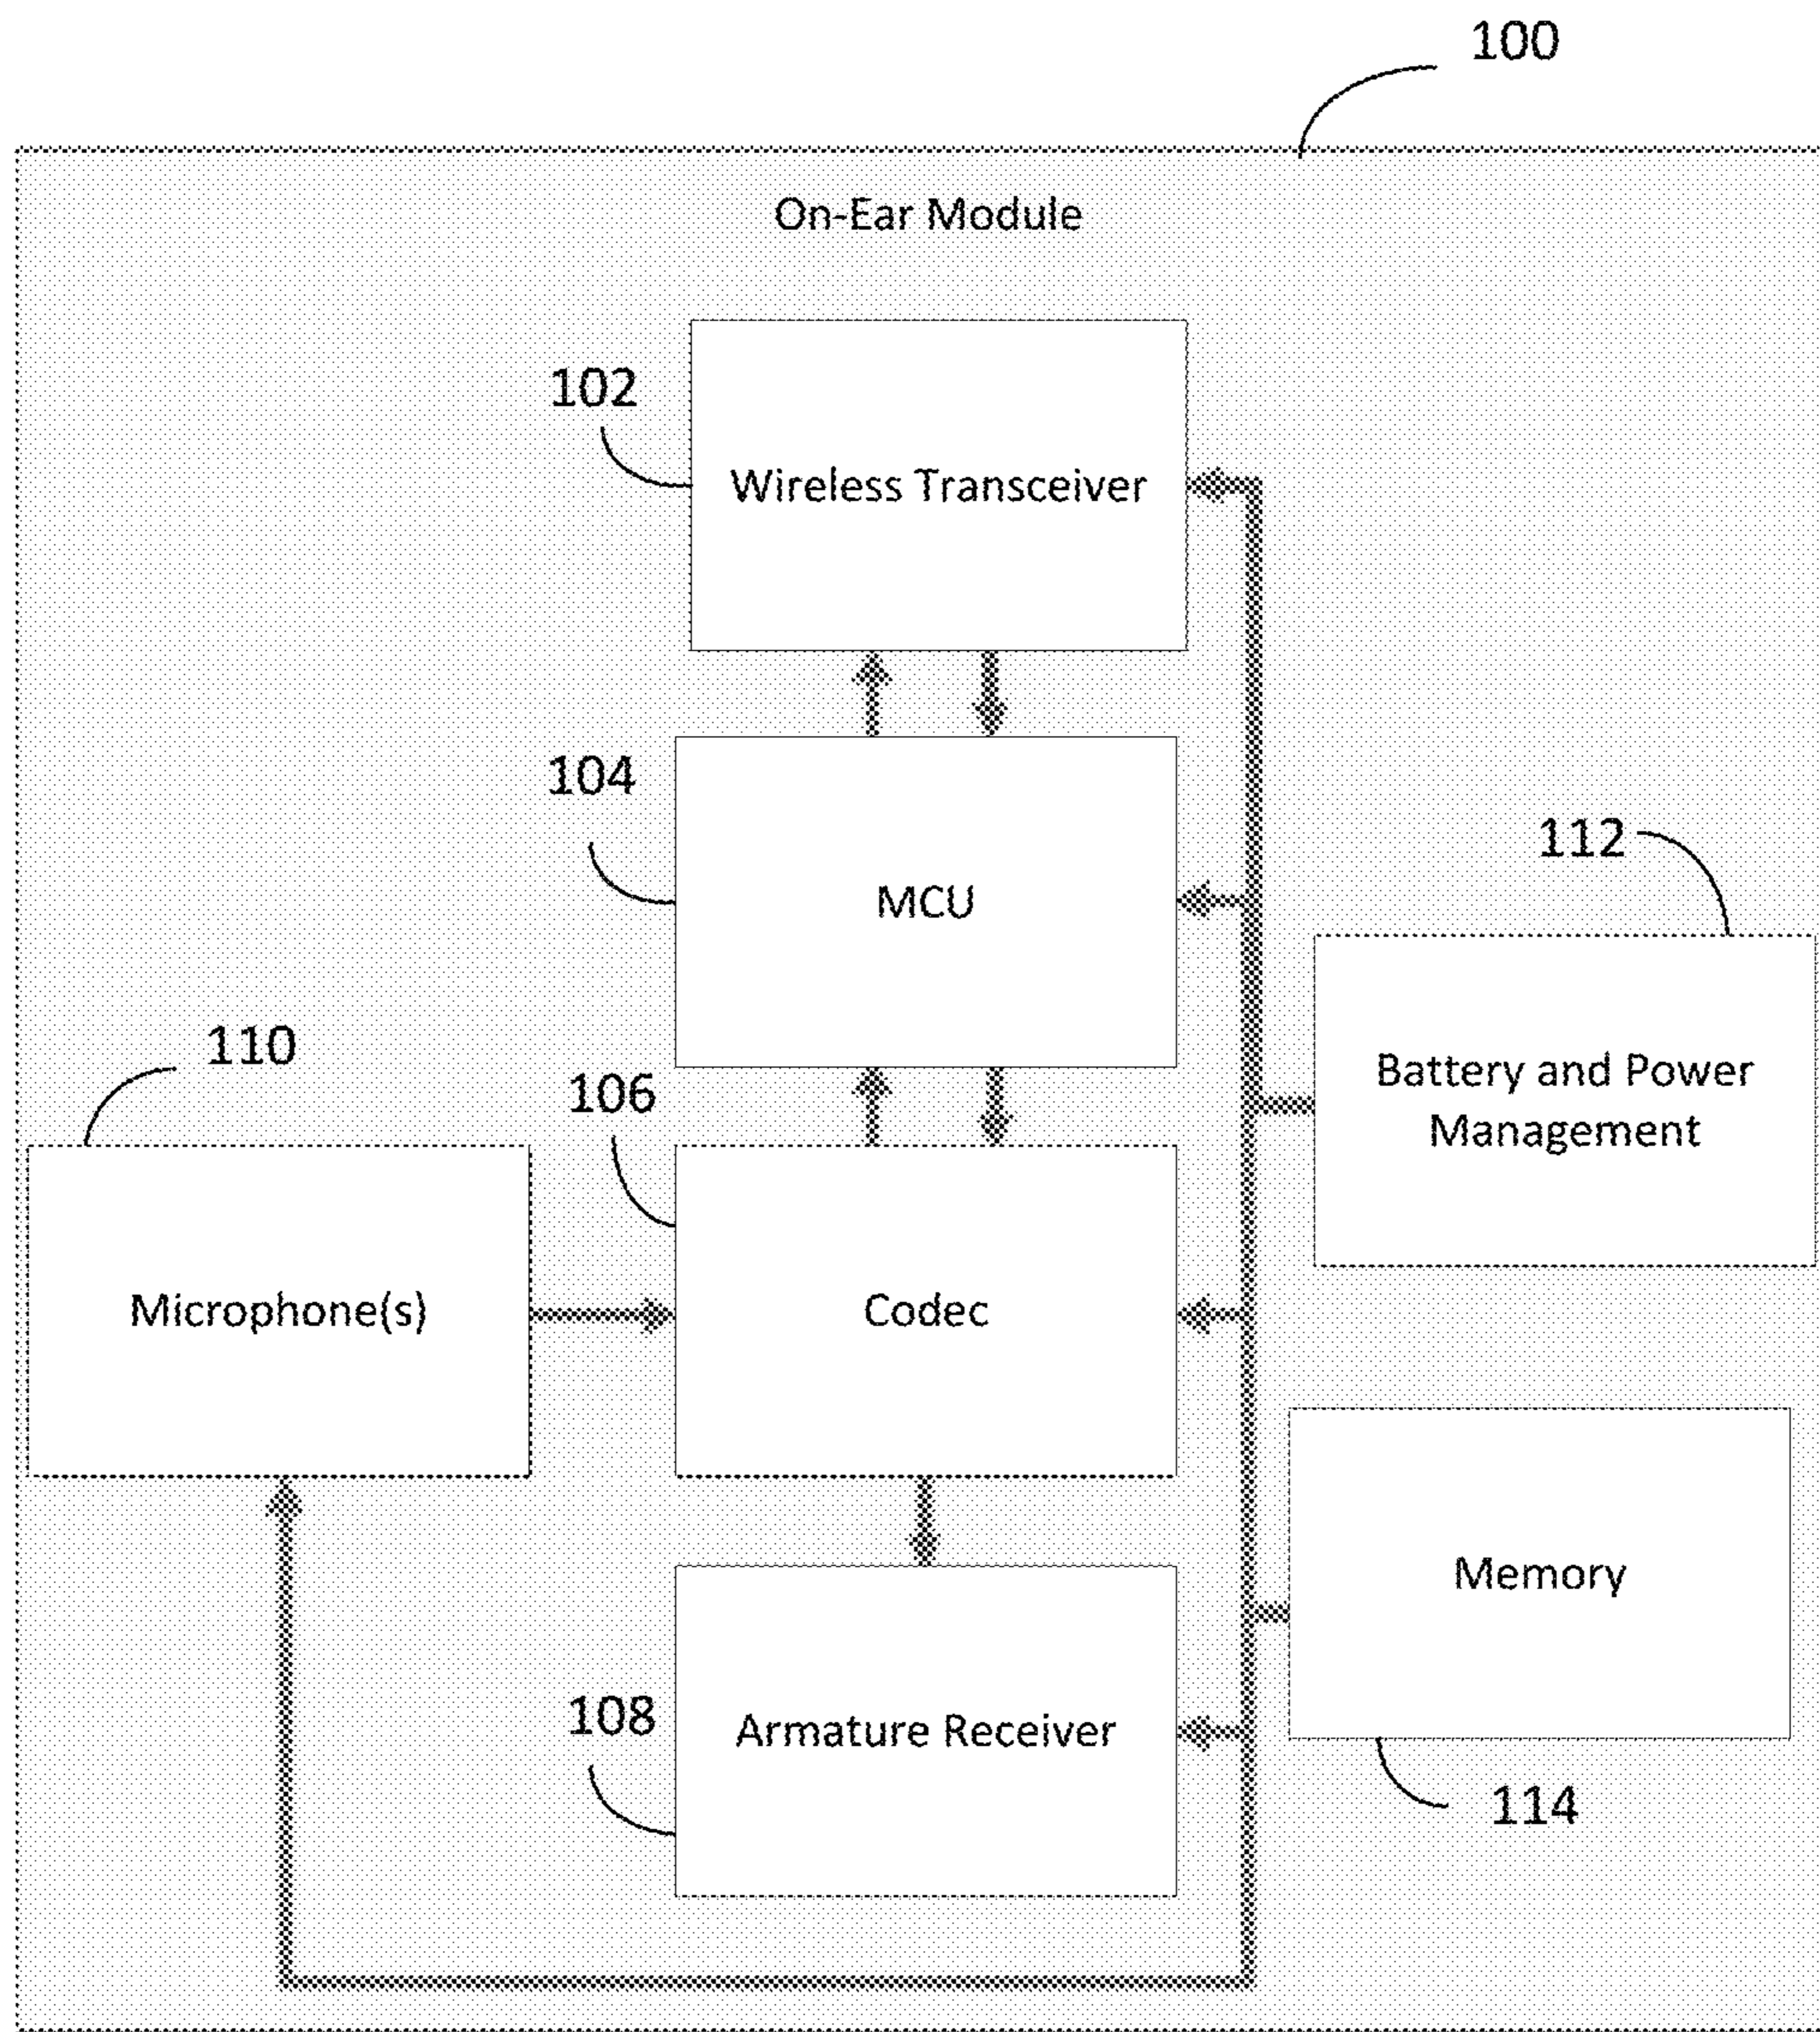 100
On-Ear Module
102
Wireless Transceiver
104
MCU
112
Battery and Power
Management
110
106
Microphone(s)
Codec
Memory
108
Armature Receiver
114